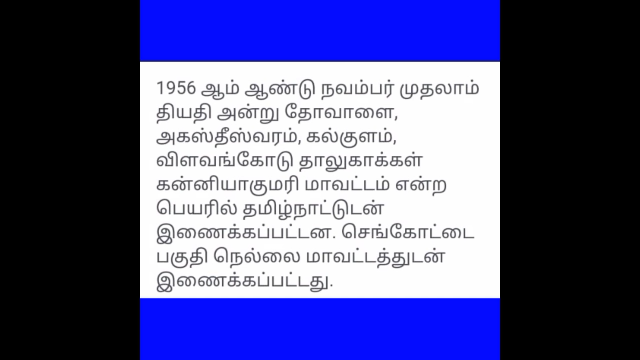 1956 ஆம் ஆண்டு நவம்பர் முதலாம்
தியதி அன்று தோவாளை,
அகஸ்தீஸ்வரம், கல்குளம்,
விளவங்கோடு தாலுகாக்கள்
கன்னியாகுமரி மாவட்டம் என்ற
பெயரில் தமிழ்நாட்டுடன்
இணைக்கப்பட்டன. செங்கோட்டை
பகுதி நெல்லை மாவட்டத்துடன்
இணைக்கப்பட்டது.